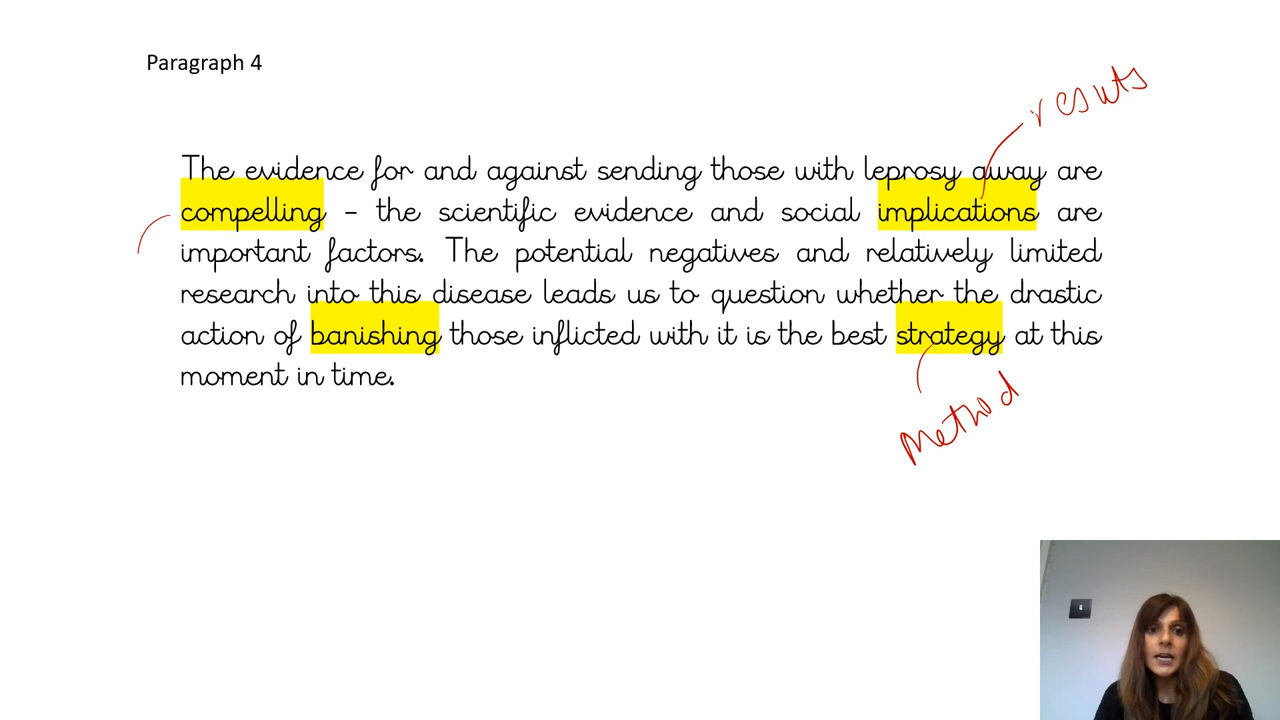 Paragraph 4
results
The evidence for and against sending those with leprosy away are
compelling - the scientific evidence and social implications are
important factors. The potential negatives and relatively limited
research into this disease leads us to question whether the drastic
action of banishing those inflicted with it is the best strategy at this
moment in time.
Method